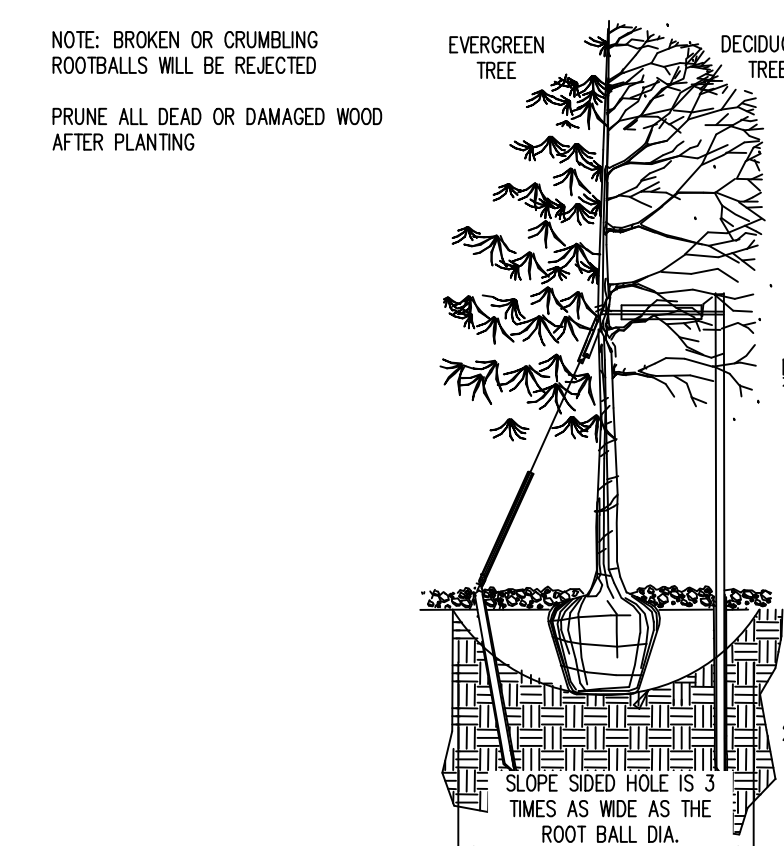 NOTE: BROKEN OR CRUMBLING
ROOTBALLS WILL BE REJECTED
PRUNE ALL DEAD OR DAMAGED WOOD
AFTER PLANTING
EVERGREEN
TREE
SLOPE SIDED HOLE IS 3
TIMES AS WIDE AS THE
ROOT BALL DIA.